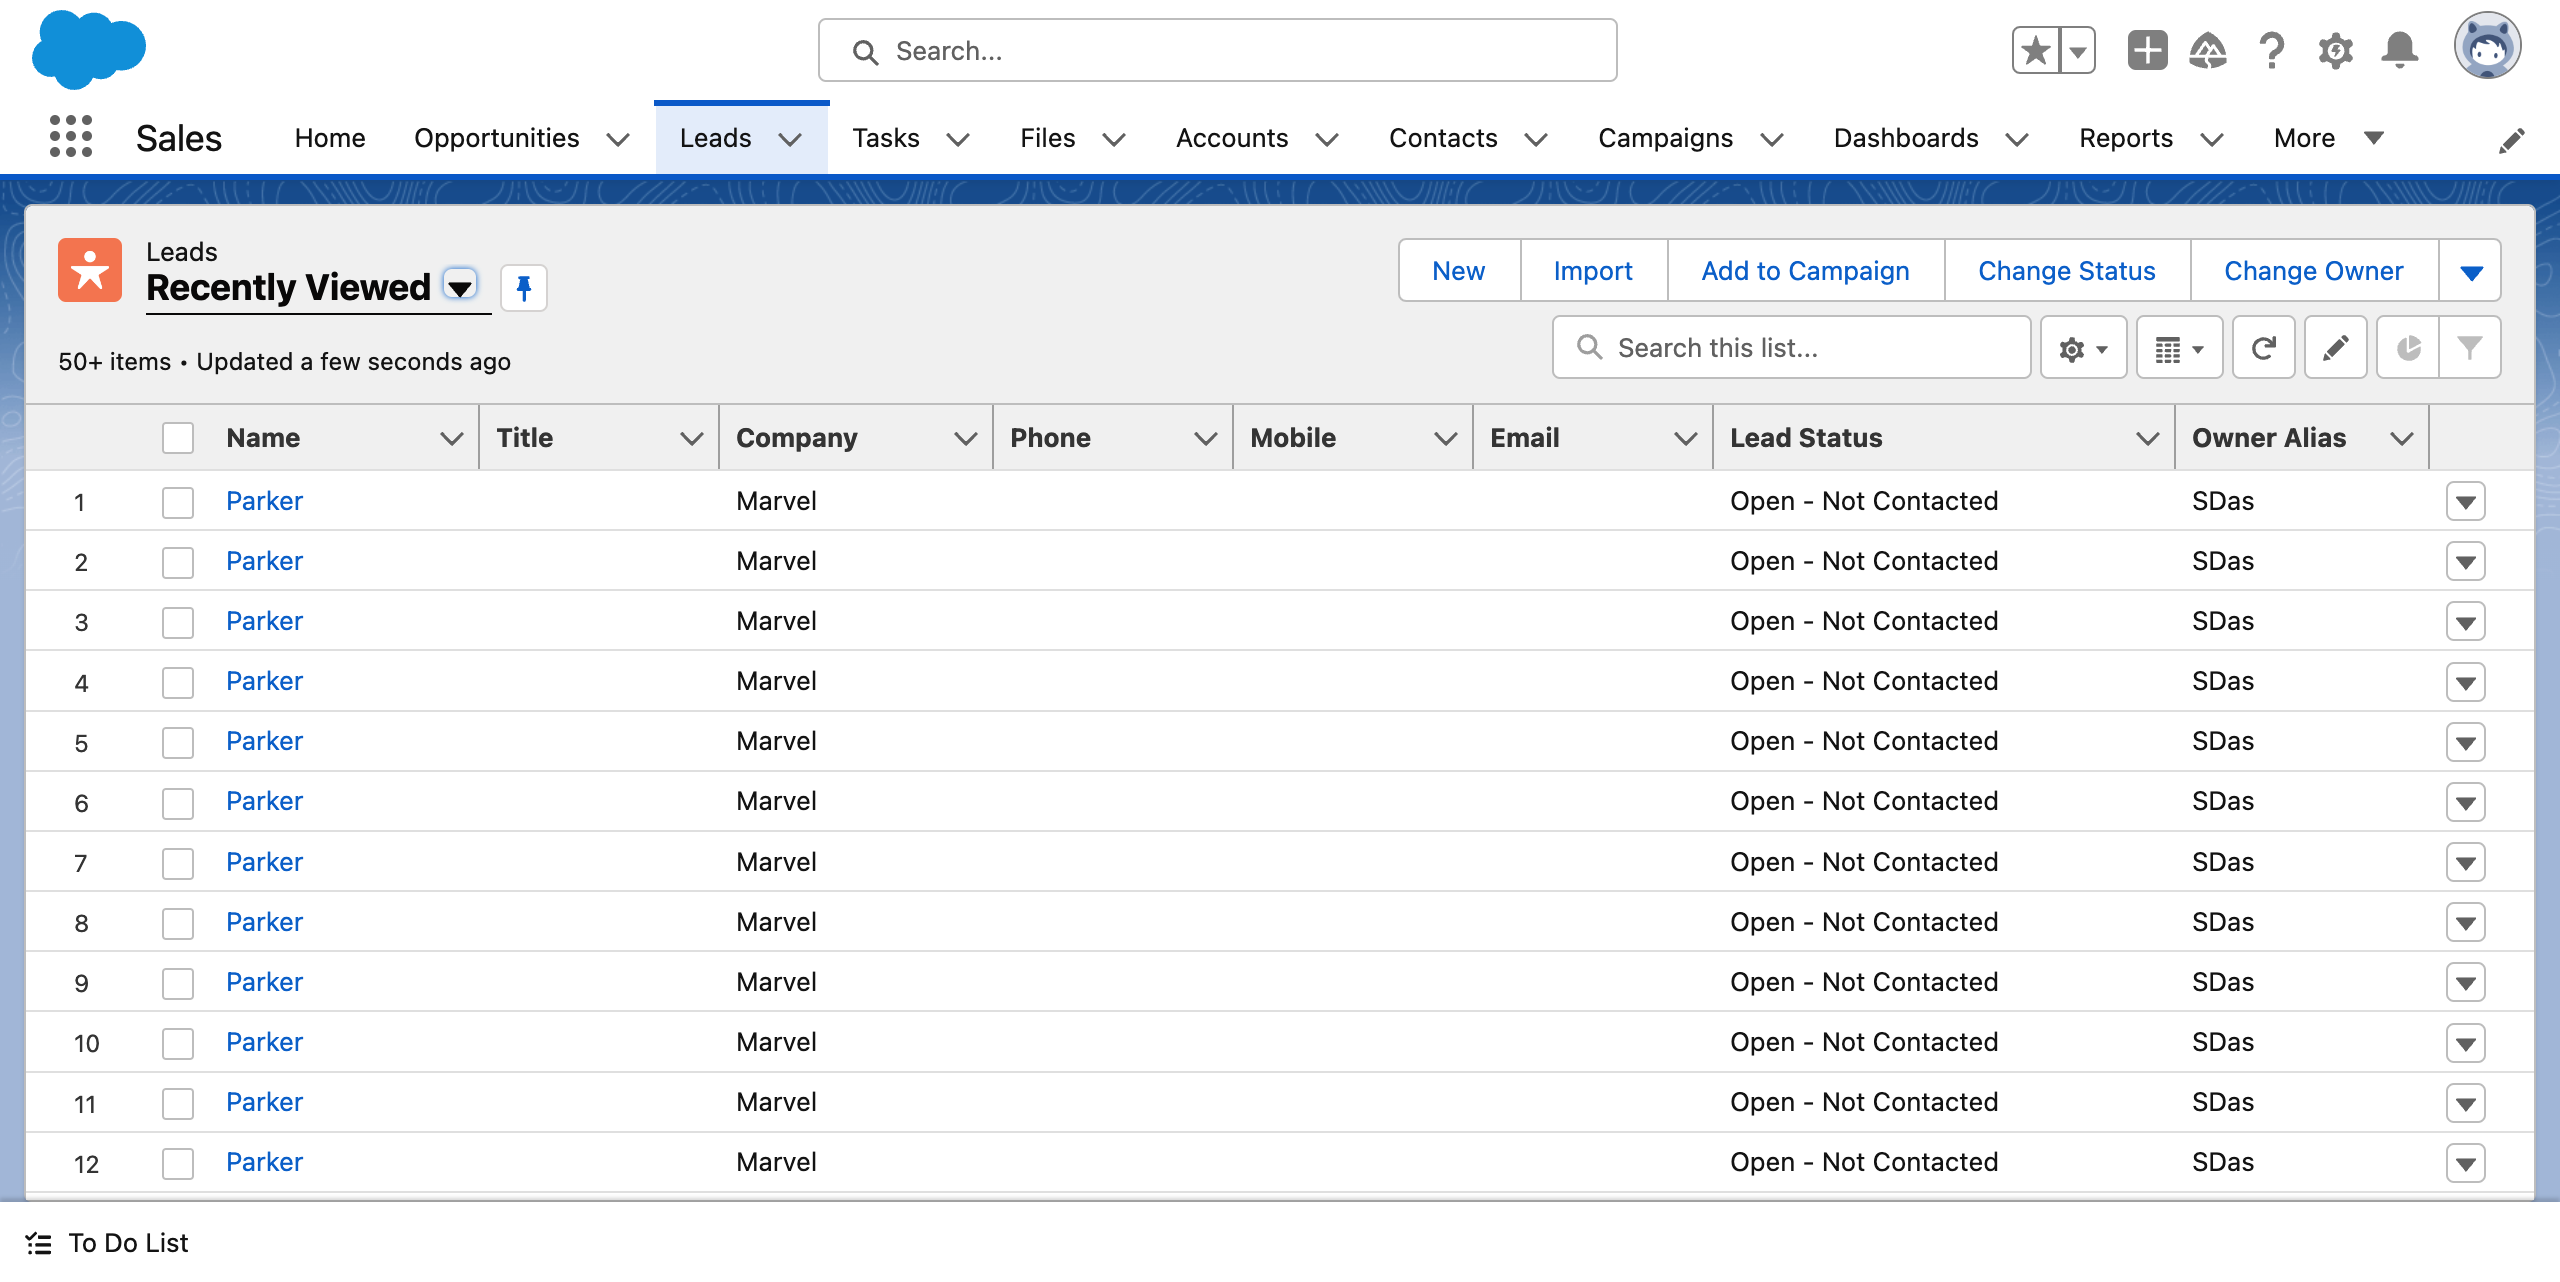 Search...
Sales Home Opportunities Leads Tasks Files Accounts Contacts Campaigns Dashboards Reports More
Leads
Recently Viewed
New Import Add to Campaign Change Status Change Owner
50+ items • Updated a few seconds ago
Search this list...
Name Title Company Phone Mobile Email Lead Status Owner Alias
1 Parker Marvel Open - Not Contacted SDas
2 Parker Marvel Open - Not Contacted SDas
3 Parker Marvel Open - Not Contacted SDas
4 Parker Marvel Open - Not Contacted SDas
5 Parker Marvel Open - Not Contacted SDas
6 Parker Marvel Open - Not Contacted SDas
7 Parker Marvel Open - Not Contacted SDas
8 Parker Marvel Open - Not Contacted SDas
9 Parker Marvel Open - Not Contacted SDas
10 Parker Marvel Open - Not Contacted SDas
11 Parker Marvel Open - Not Contacted SDas
12 Parker Marvel Open - Not Contacted SDas
To Do List